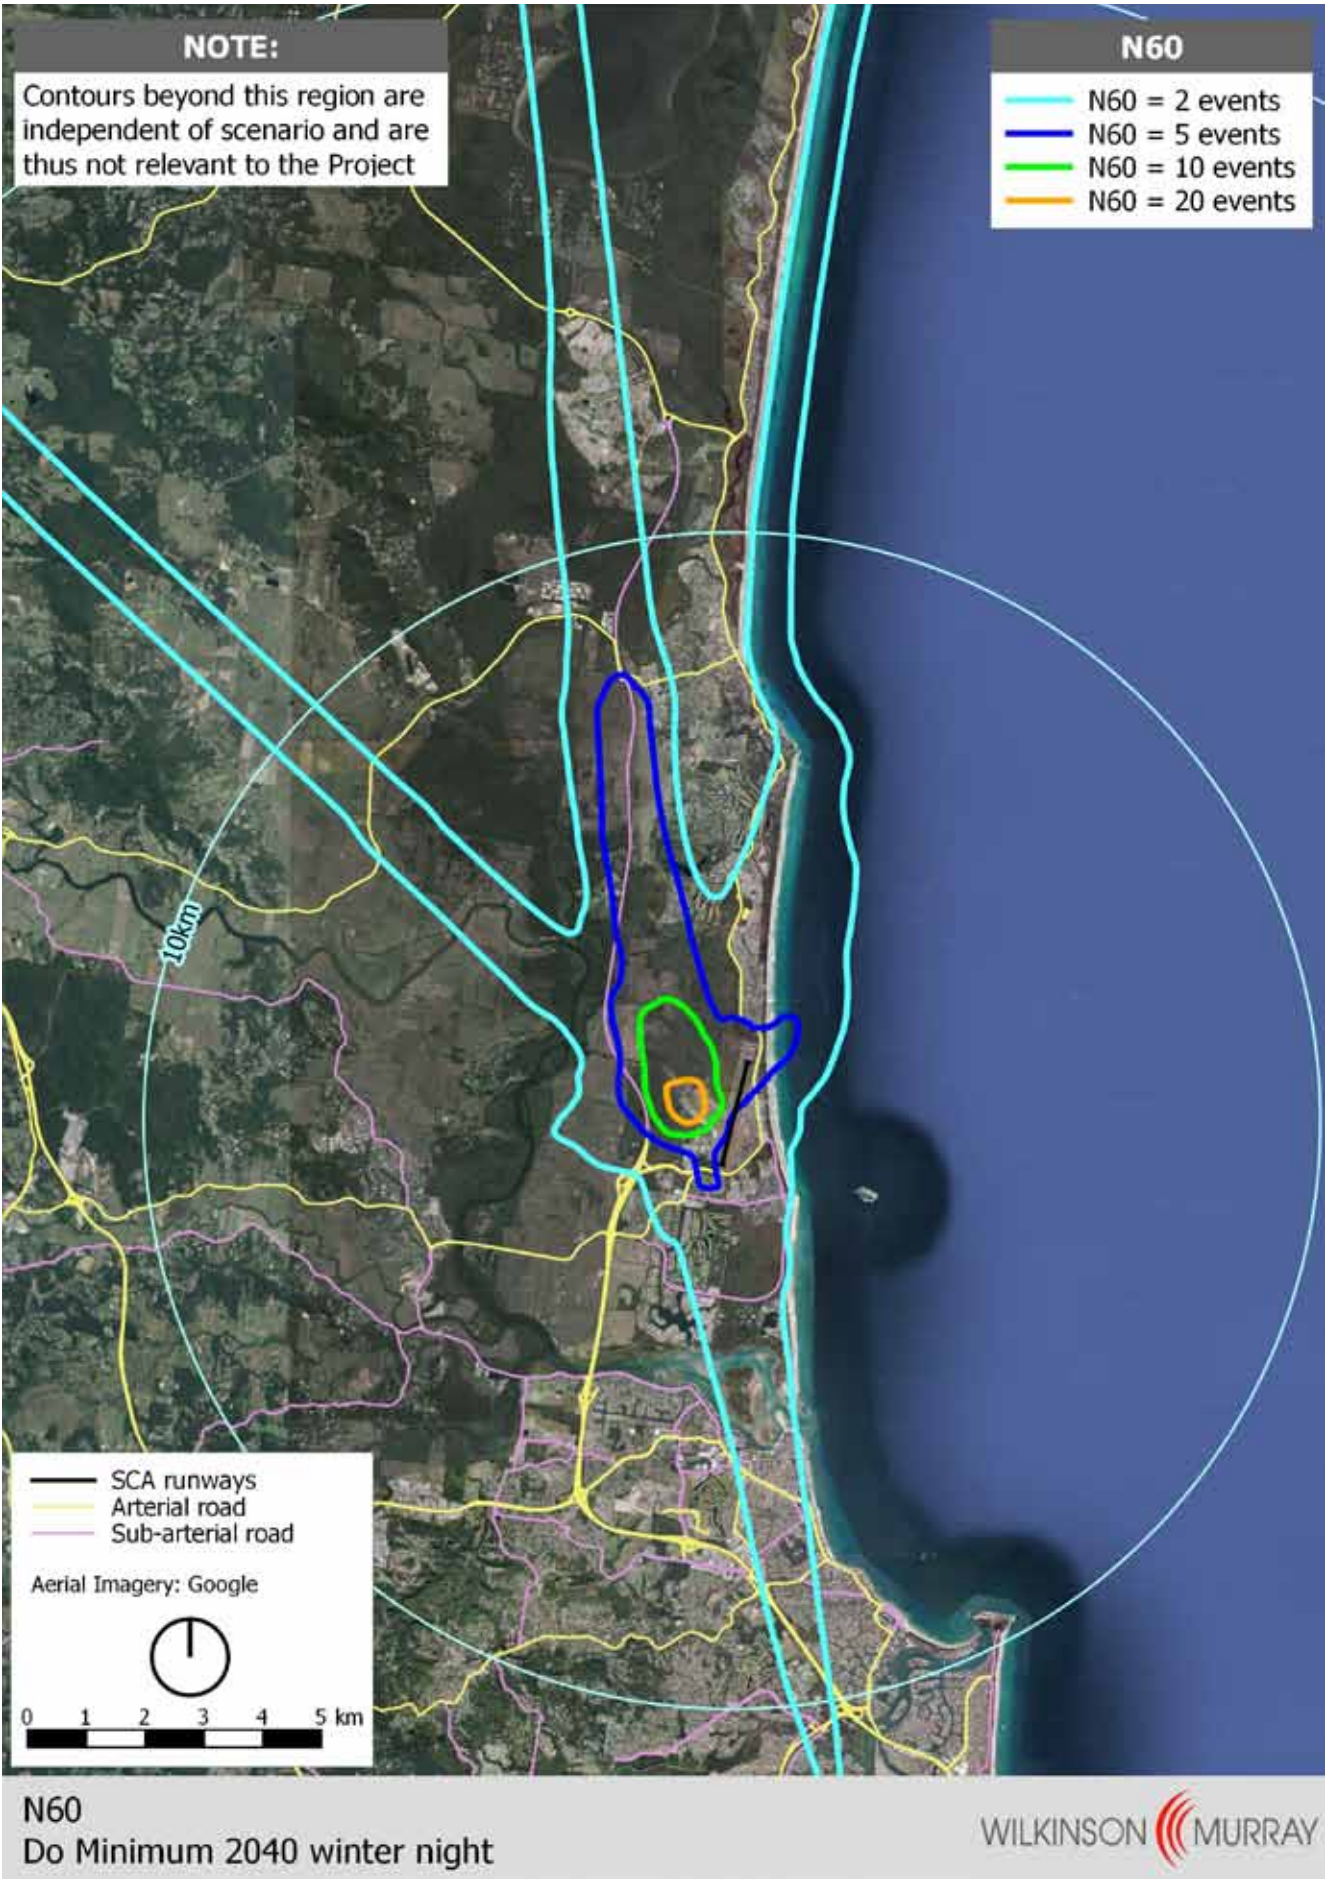 NOTE:
Contours beyond this region are
independent of scenario and are
thus not relevant to the Project
N60
N60 = 2 events
N60 = 5 events
N60 = 10 events
N60 = 20 events
10km
SCA runways
Arterial road
Sub-arterial road
Aerial Imagery: Google
0 1 2 3 4 5 km
N60
Do Minimum 2040 winter night
WILKINSON MURRAY